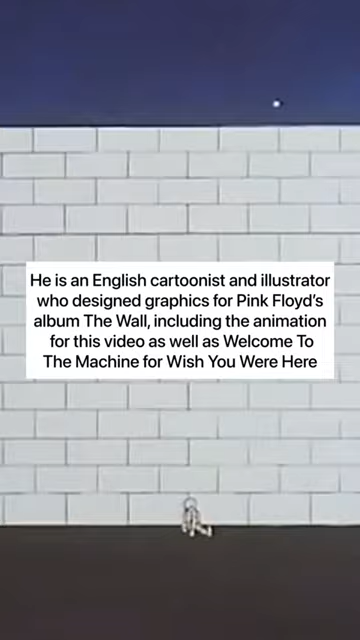 He is an English cartoonist and illustrator
who designed graphics for Pink Floyd's
album The Wall, including the animation
for this video as well as Welcome To
The Machine for Wish You Were Here